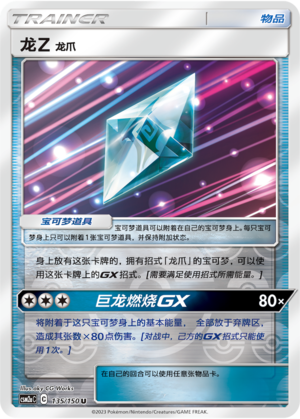 TRAINER
物品
龙Z 龙爪
宝可梦道具
宝可梦道具可以附着在自己的宝可梦身上。每只宝可
梦身上只可以附着1张宝可梦道具，并保持附加状态。
身上放有这张卡牌的，拥有招式「龙爪」的宝可梦，可以使
用这张卡牌的GX招式。[需要满足使用招式所需能量。]
巨龙燃烧GX 80×
将附着于这只宝可梦身上的基本能量，全部放于弃牌区，
造成其张数×80点伤害。[对战中，己方的GX招式只可以使用
1次。]
在自己的回合可以使用任意张物品卡。
Illus. aky CG Works
CSM2aC C 135/150 U
©2023 Pokémon/Nintendo/Creatures/GAME FREAK.